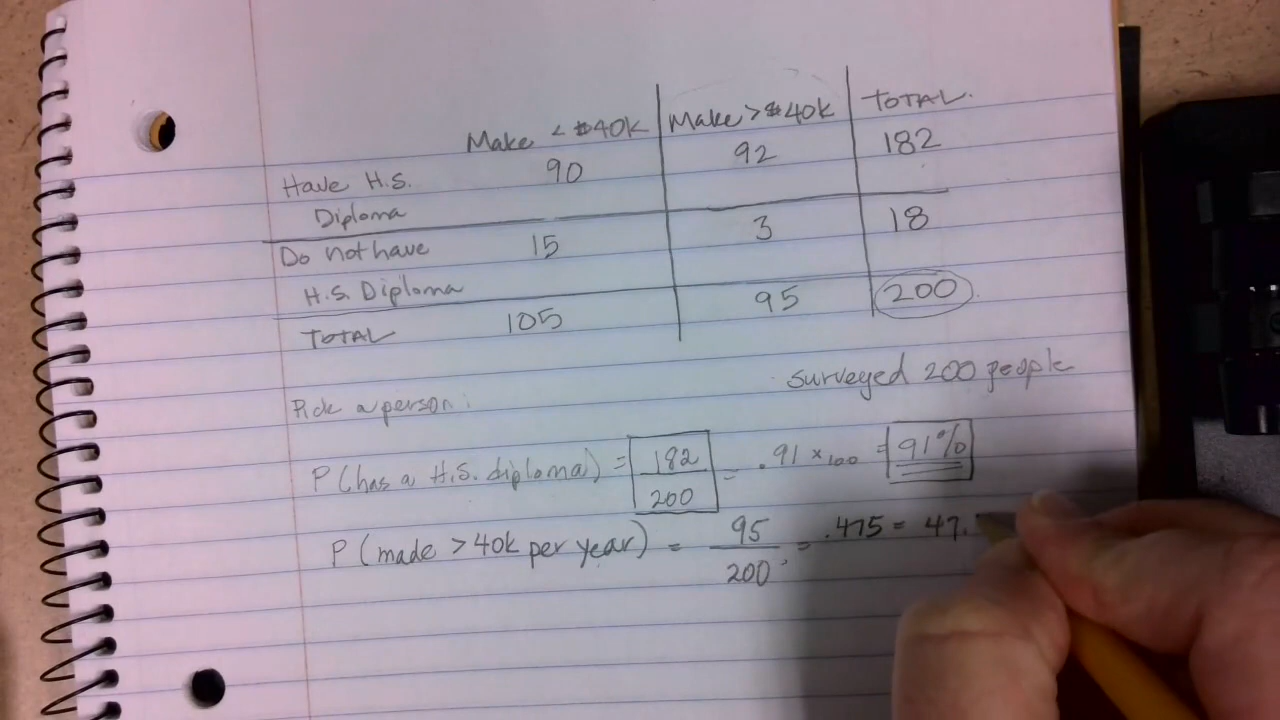 Make < $40k Make > $40k TOTAL.
Have H.S. 90 92 182
Diploma
Do not have 15 3 18
H.S. Diploma
TOTAL 105 95 200
surveyed 200 people
Pick a person:
P (has a H.S. diploma) = 182/200 = .91 x100 = 91%
P (made > 40k per year) = 95/200 = .475 = 47.